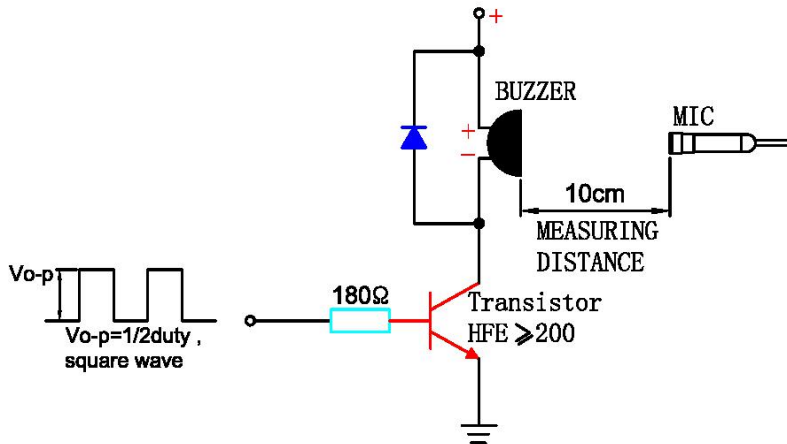 +
BUZZER
+
−
MIC
10cm
MEASURING
DISTANCE
Vo-p
180Ω
Transistor
HFE ⩾200
Vo-p=1/2duty ,
square wave